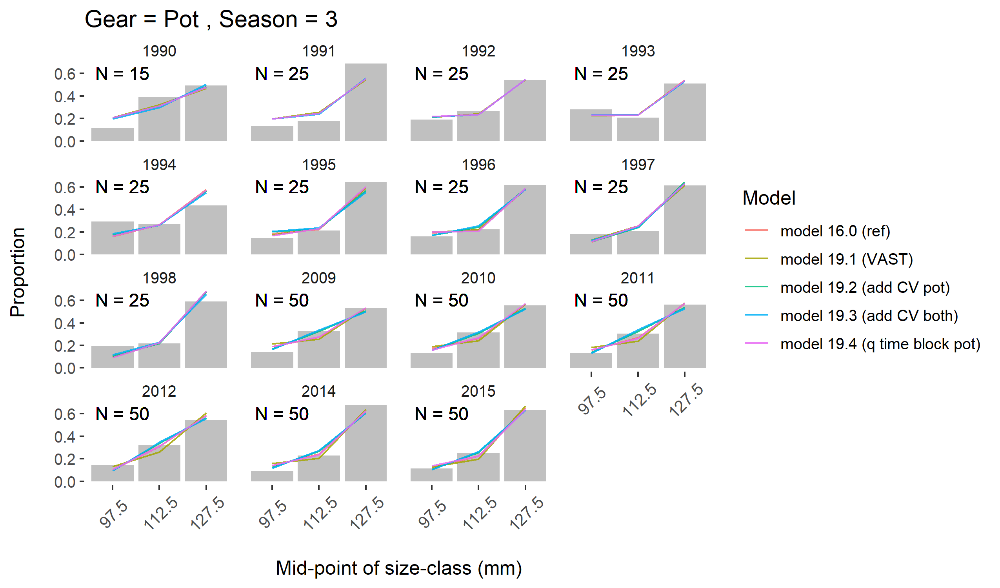 Gear = Pot , Season = 3
1990 1991 1992 1993
N = 15 N = 25 N = 25 N = 25
0.6
0.4
0.2
0.0
1994 1995 1996 1997
N = 25 N = 25 N = 25 N = 25
0.6
0.4
0.2
0.0
1998 2009 2010 2011
N = 25 N = 50 N = 50 N = 50
0.6
0.4
0.2
0.0
97.5 112.5 127.5
2012 2014 2015
N = 50 N = 50 N = 50
0.6
0.4
0.2
0.0
97.5 112.5 127.5 97.5 112.5 127.5 97.5 112.5 127.5
Proportion
Mid-point of size-class (mm)
Model
model 16.0 (ref)
model 19.1 (VAST)
model 19.2 (add CV pot)
model 19.3 (add CV both)
model 19.4 (q time block pot)